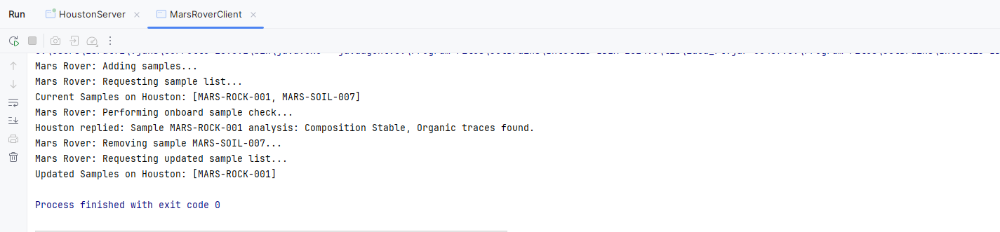 Run HoustonServer MarsRoverClient
Mars Rover: Adding samples...
Mars Rover: Requesting sample list...
Current Samples on Houston: [MARS-ROCK-001, MARS-SOIL-007]
Mars Rover: Performing onboard sample check...
Houston replied: Sample MARS-ROCK-001 analysis: Composition Stable, Organic traces found.
Mars Rover: Removing sample MARS-SOIL-007...
Mars Rover: Requesting updated sample list...
Updated Samples on Houston: [MARS-ROCK-001]
Process finished with exit code 0